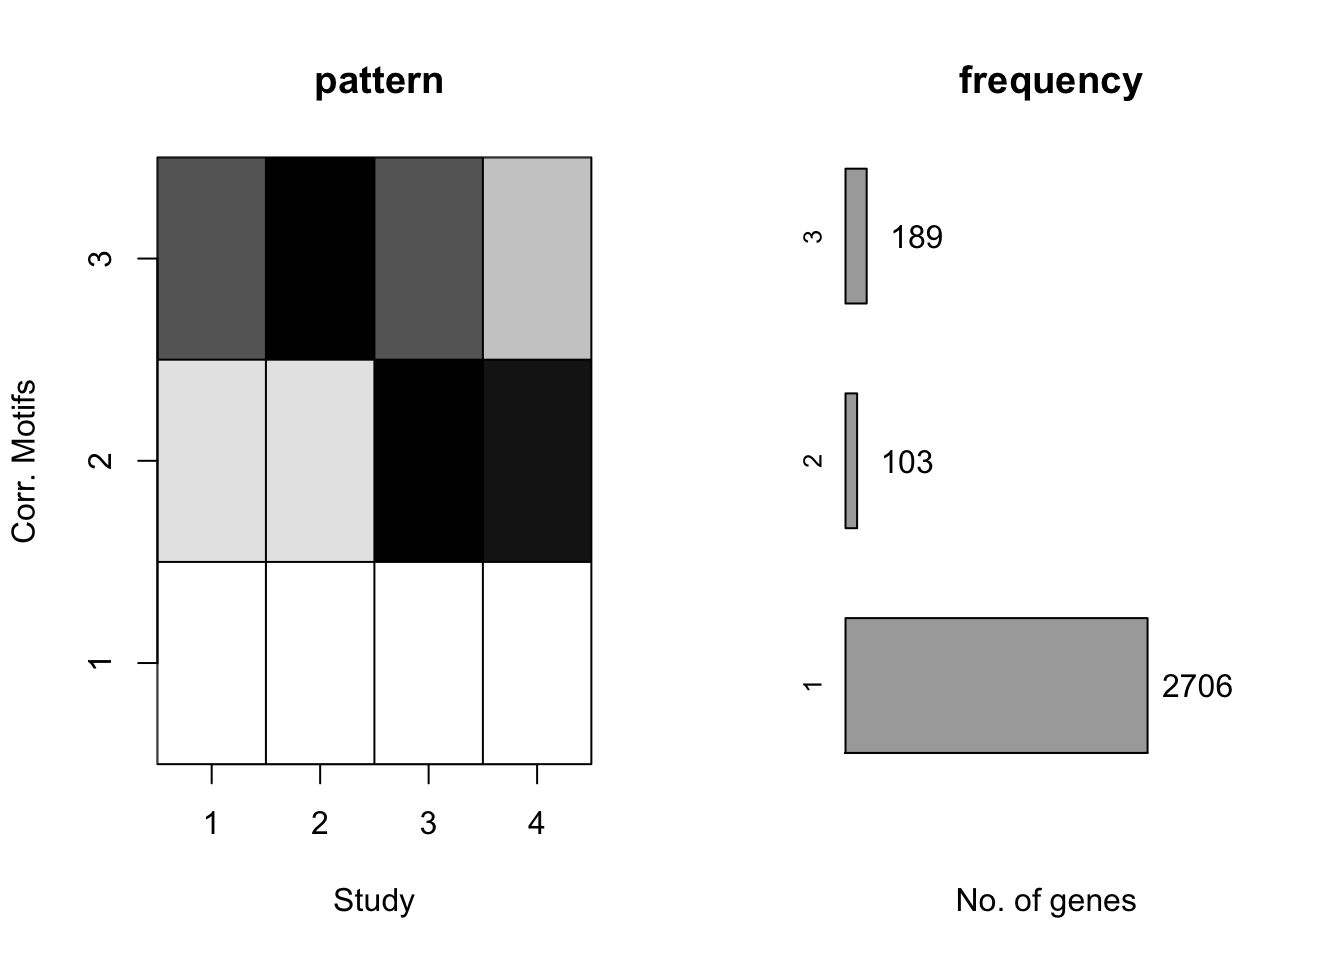 pattern
Corr. Motifs
3
2
1
1 2 3 4
Study
frequency
3 189
2 103
1 2706
No. of genes